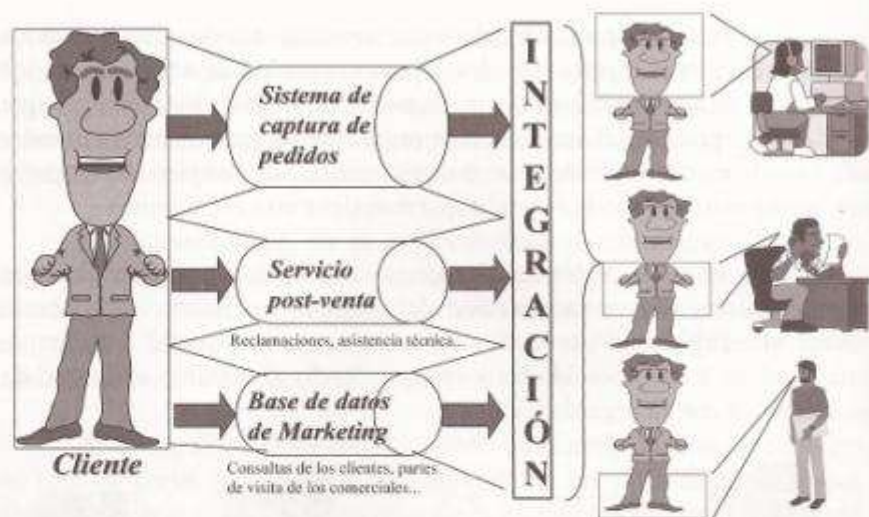 Sistema de
captura de
pedidos
Servicio
post-venta
Reclamaciones, asistencia técnica...
Base de datos
de Marketing
Consultas de los clientes, partes
de visita de los comerciales...
Cliente
INTEGRACIÓN